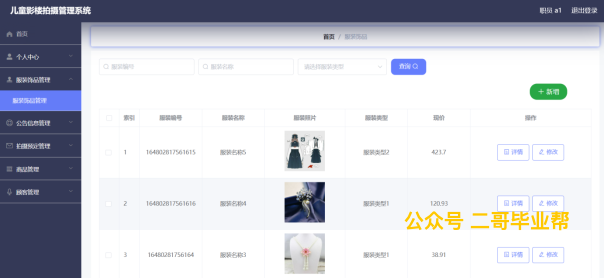 儿童影楼拍摄管理系统
职员 a1 退出登录
首页
首页 / 服装饰品
个人中心
服装编号 服装名称 请选择服装类型 查询
服装饰品管理
新增
服装饰品管理
索引 服装编号 服装名称 服装照片 服装类型 现价 操作
公告信息管理
拍摄预定管理
1 164802817561615 服装名称5 服装类型2 423.7 详情 修改
商品管理
顾客管理
2 164802817561616 服装名称4 服装类型1 120.93 详情 修改
公众号 二哥毕业帮
3 16480281756164 服装名称3 服装类型1 38.91 详情 修改